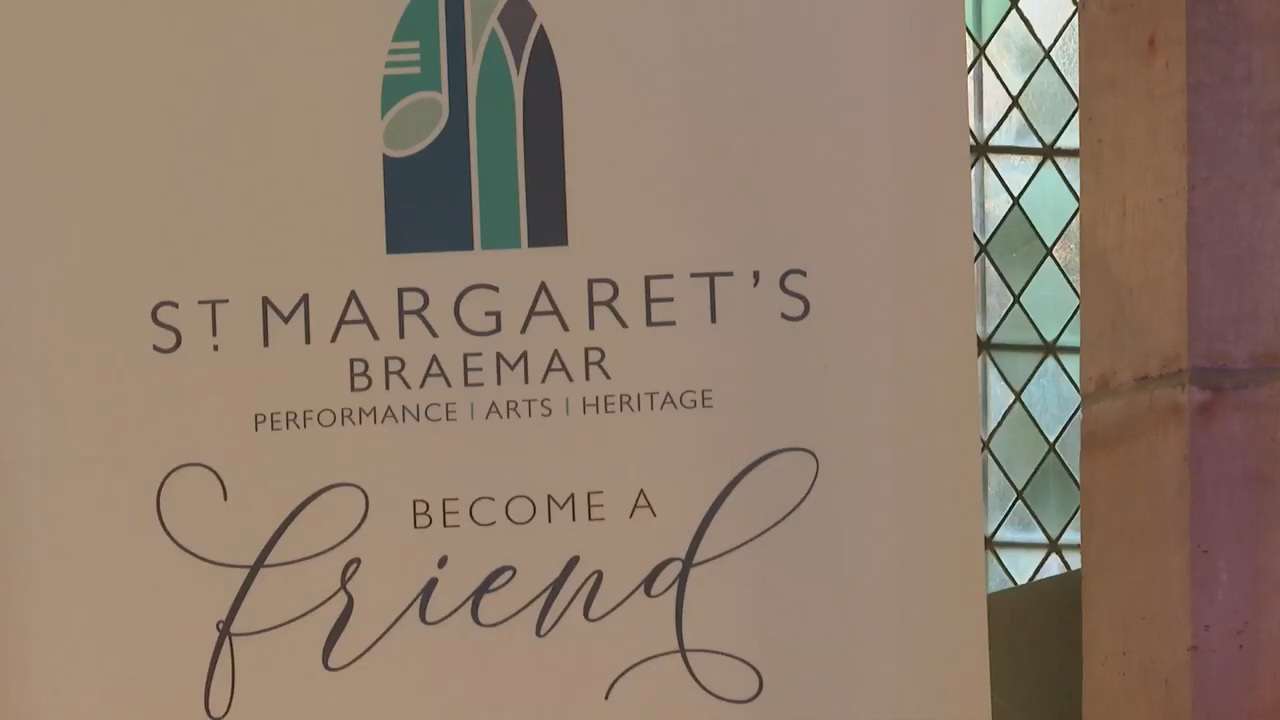 ST MARGARET'S
BRAEMAR
PERFORMANCE | ARTS | HERITAGE
BECOME A
friend